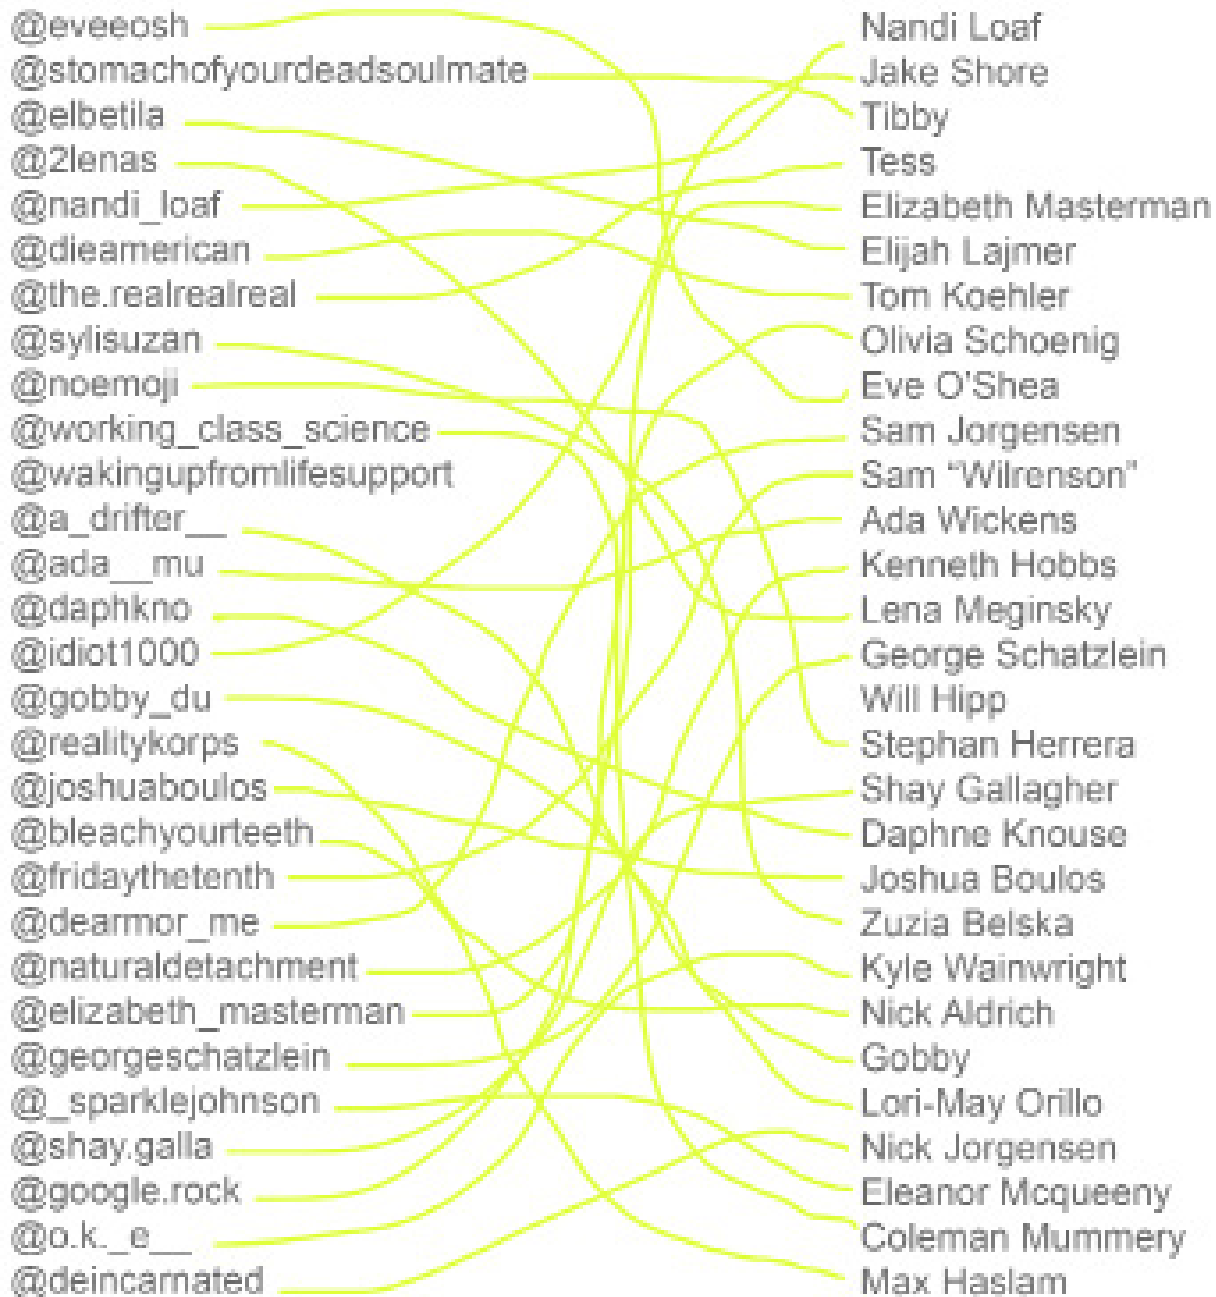 @eveeosh
@stomachofyourdeadsoulmate
@elbetila
@2lenas
@nandi_loaf
@dieamerican
@the.realrealreal
@sylisuzan
@noemoji
@working_class_science
@wakingupfromlifesupport
@a_drifter__
@ada__mu
@daphkno
@idiot1000
@gobby_du
@realitykorps
@joshuaboulos
@bleachyourteeth
@fridaythetenth
@dearmor_me
@naturaldetachment
@elizabeth_masterman
@georgeschatzlein
@_sparklejohnson
@shay.galla
@google.rock
@o.k._e__
@deincarnated
Nandi Loaf
Jake Shore
Tibby
Tess
Elizabeth Masterman
Elijah Lajmer
Tom Koehler
Olivia Schoenig
Eve O'Shea
Sam Jorgensen
Sam “Wilrenson”
Ada Wickens
Kenneth Hobbs
Lena Meginsky
George Schatzlein
Will Hipp
Stephan Herrera
Shay Gallagher
Daphne Knouse
Joshua Boulos
Zuzia Belska
Kyle Wainwright
Nick Aldrich
Gobby
Lori-May Orillo
Nick Jorgensen
Eleanor Mcqueeny
Coleman Mummery
Max Haslam